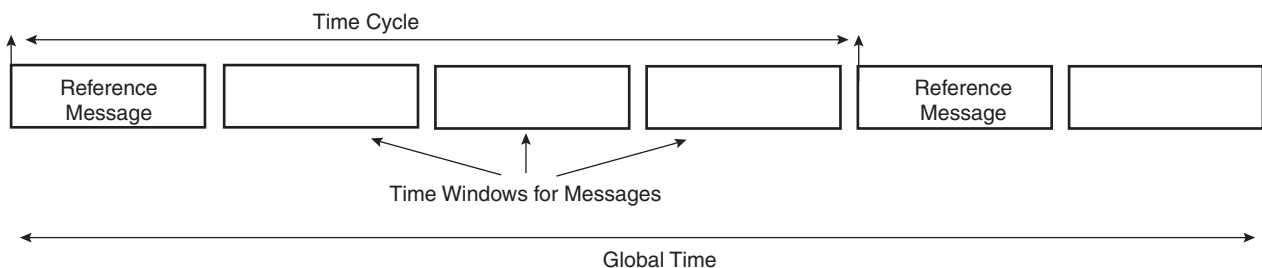 Time Cycle
Reference
Message
Reference
Message
Time Windows for Messages
Global Time